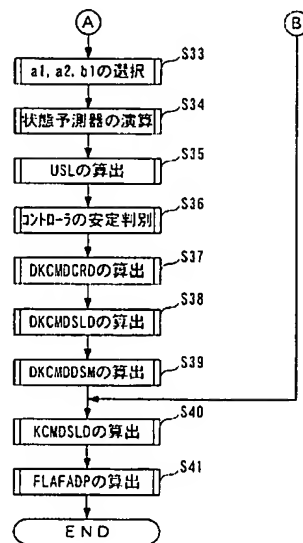 A
B
S33
a1, a2, b1の選択
S34
状態予測器の演算
S35
USLの算出
S36
コントローラの安定判別
S37
DKCMDCRDの算出
S38
DKCMDSLDの算出
S39
DKCMDDSMの算出
S40
KCMDSLDの算出
S41
FLAFADPの算出
END